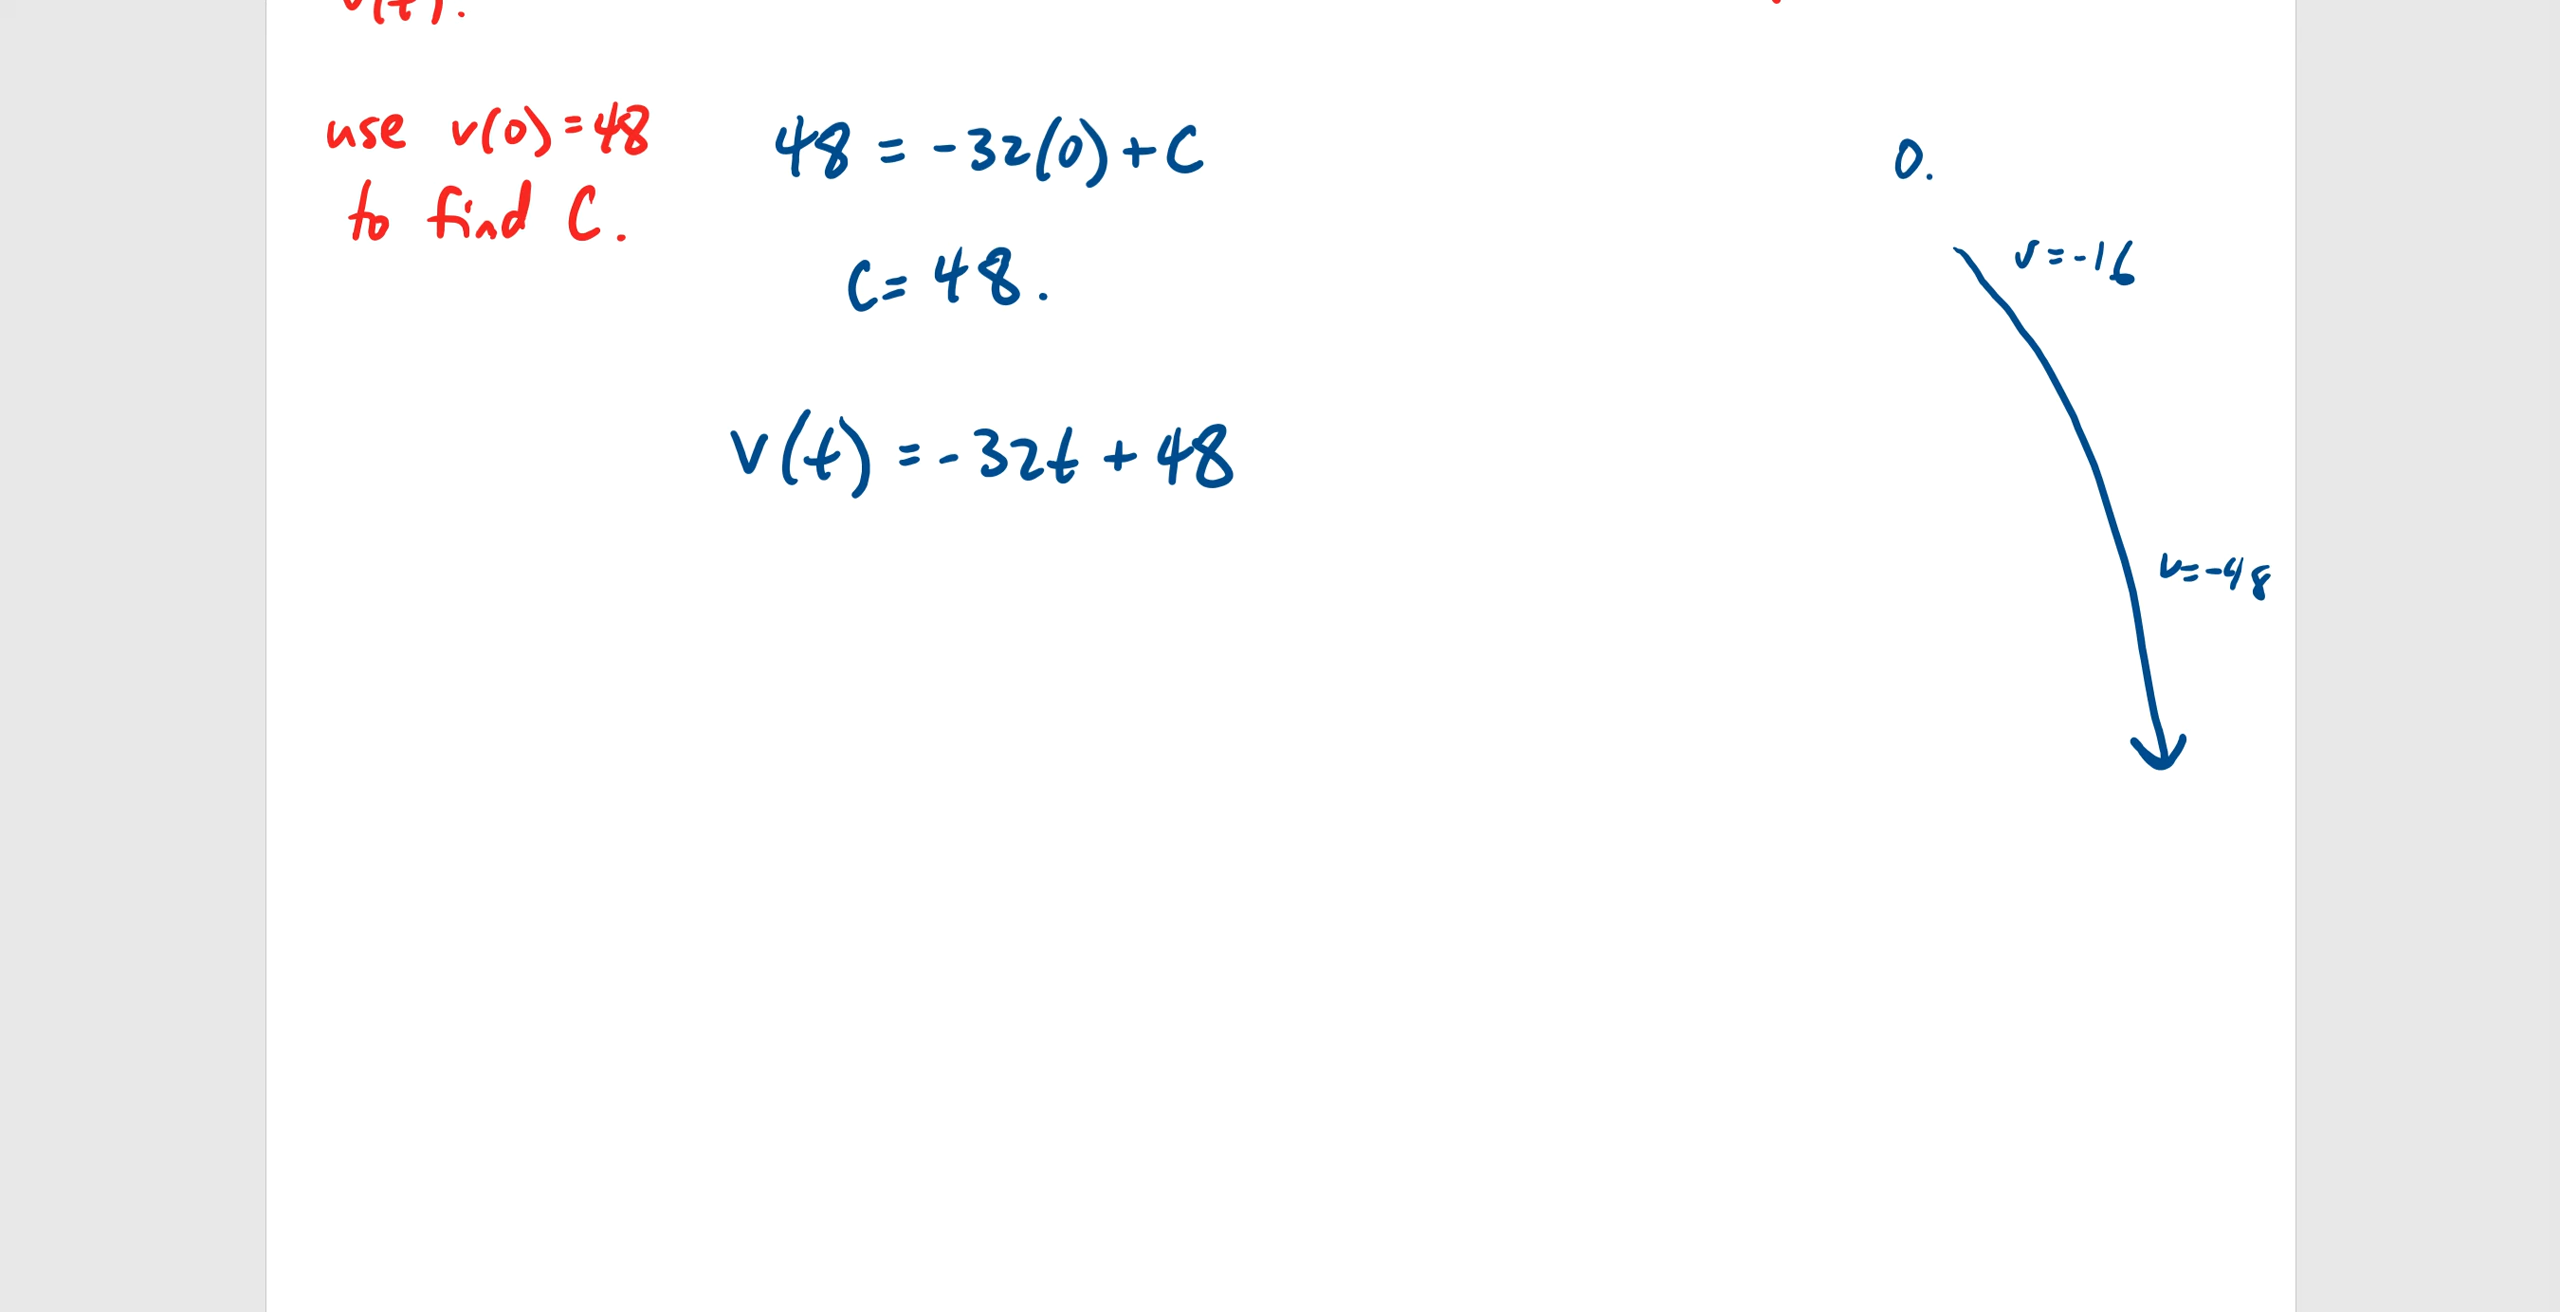 v(t).
use v(0)=48
to find C.
48 = -32(0)+C
C= 48.
v(t) = -32t + 48
0.
v=-16
v=-48